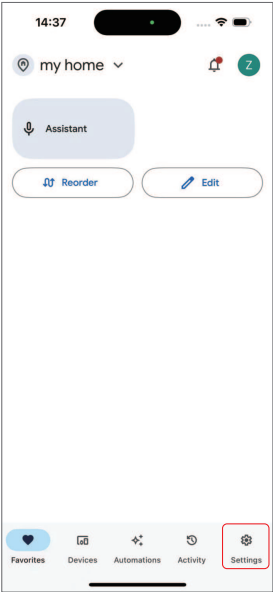 14:37
my home
Z
Assistant
Reorder
Edit
Favorites
Devices
Automations
Activity
Settings